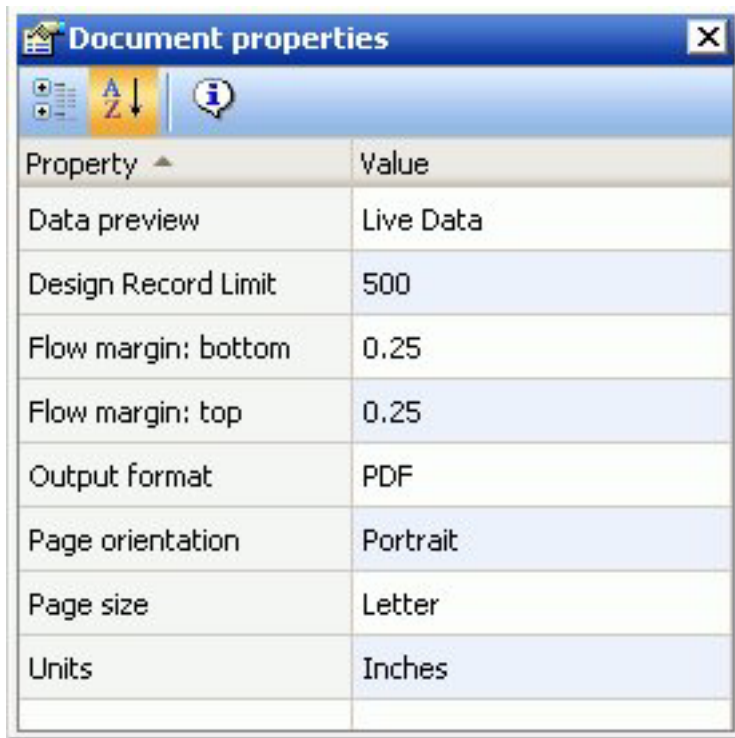 Document properties
Property Value
Data preview Live Data
Design Record Limit 500
Flow margin: bottom 0.25
Flow margin: top 0.25
Output format PDF
Page orientation Portrait
Page size Letter
Units Inches